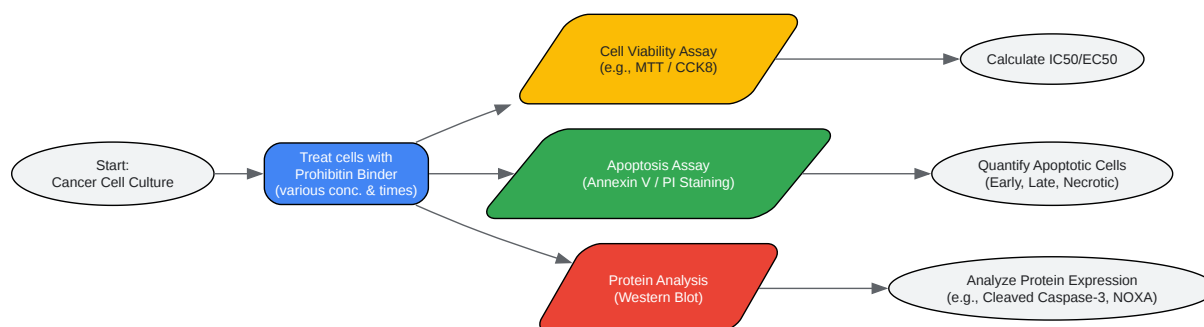 Start:
Cancer Cell Culture
Treat cells with
Prohibitin Binder
(various conc. & times)
Cell Viability Assay
(e.g., MTT / CCK8)
Calculate IC50/EC50
Apoptosis Assay
(Annexin V / PI Staining)
Quantify Apoptotic Cells
(Early, Late, Necrotic)
Protein Analysis
(Western Blot)
Analyze Protein Expression
(e.g., Cleaved Caspase-3, NOXA)